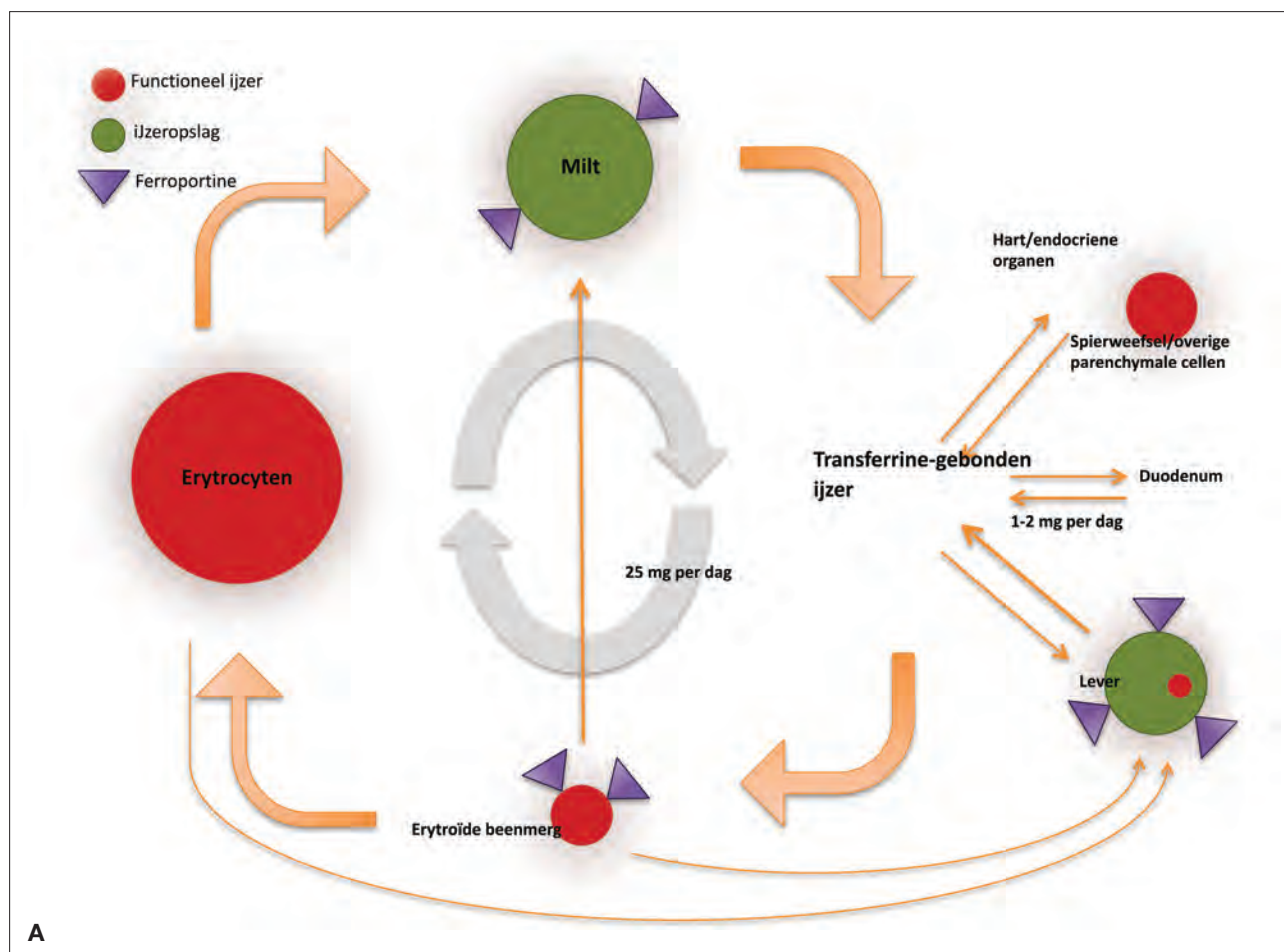 Functioneel ijzer
iJzeropslag
Ferroportine
Milt
Hart/endocriene
organen
Spierweefsel/overige
parenchymale cellen
Erytrocyten
Transferrine-gebonden
ijzer
Duodenum
1-2 mg per dag
25 mg per dag
Lever
Erytroïde beenmerg
A